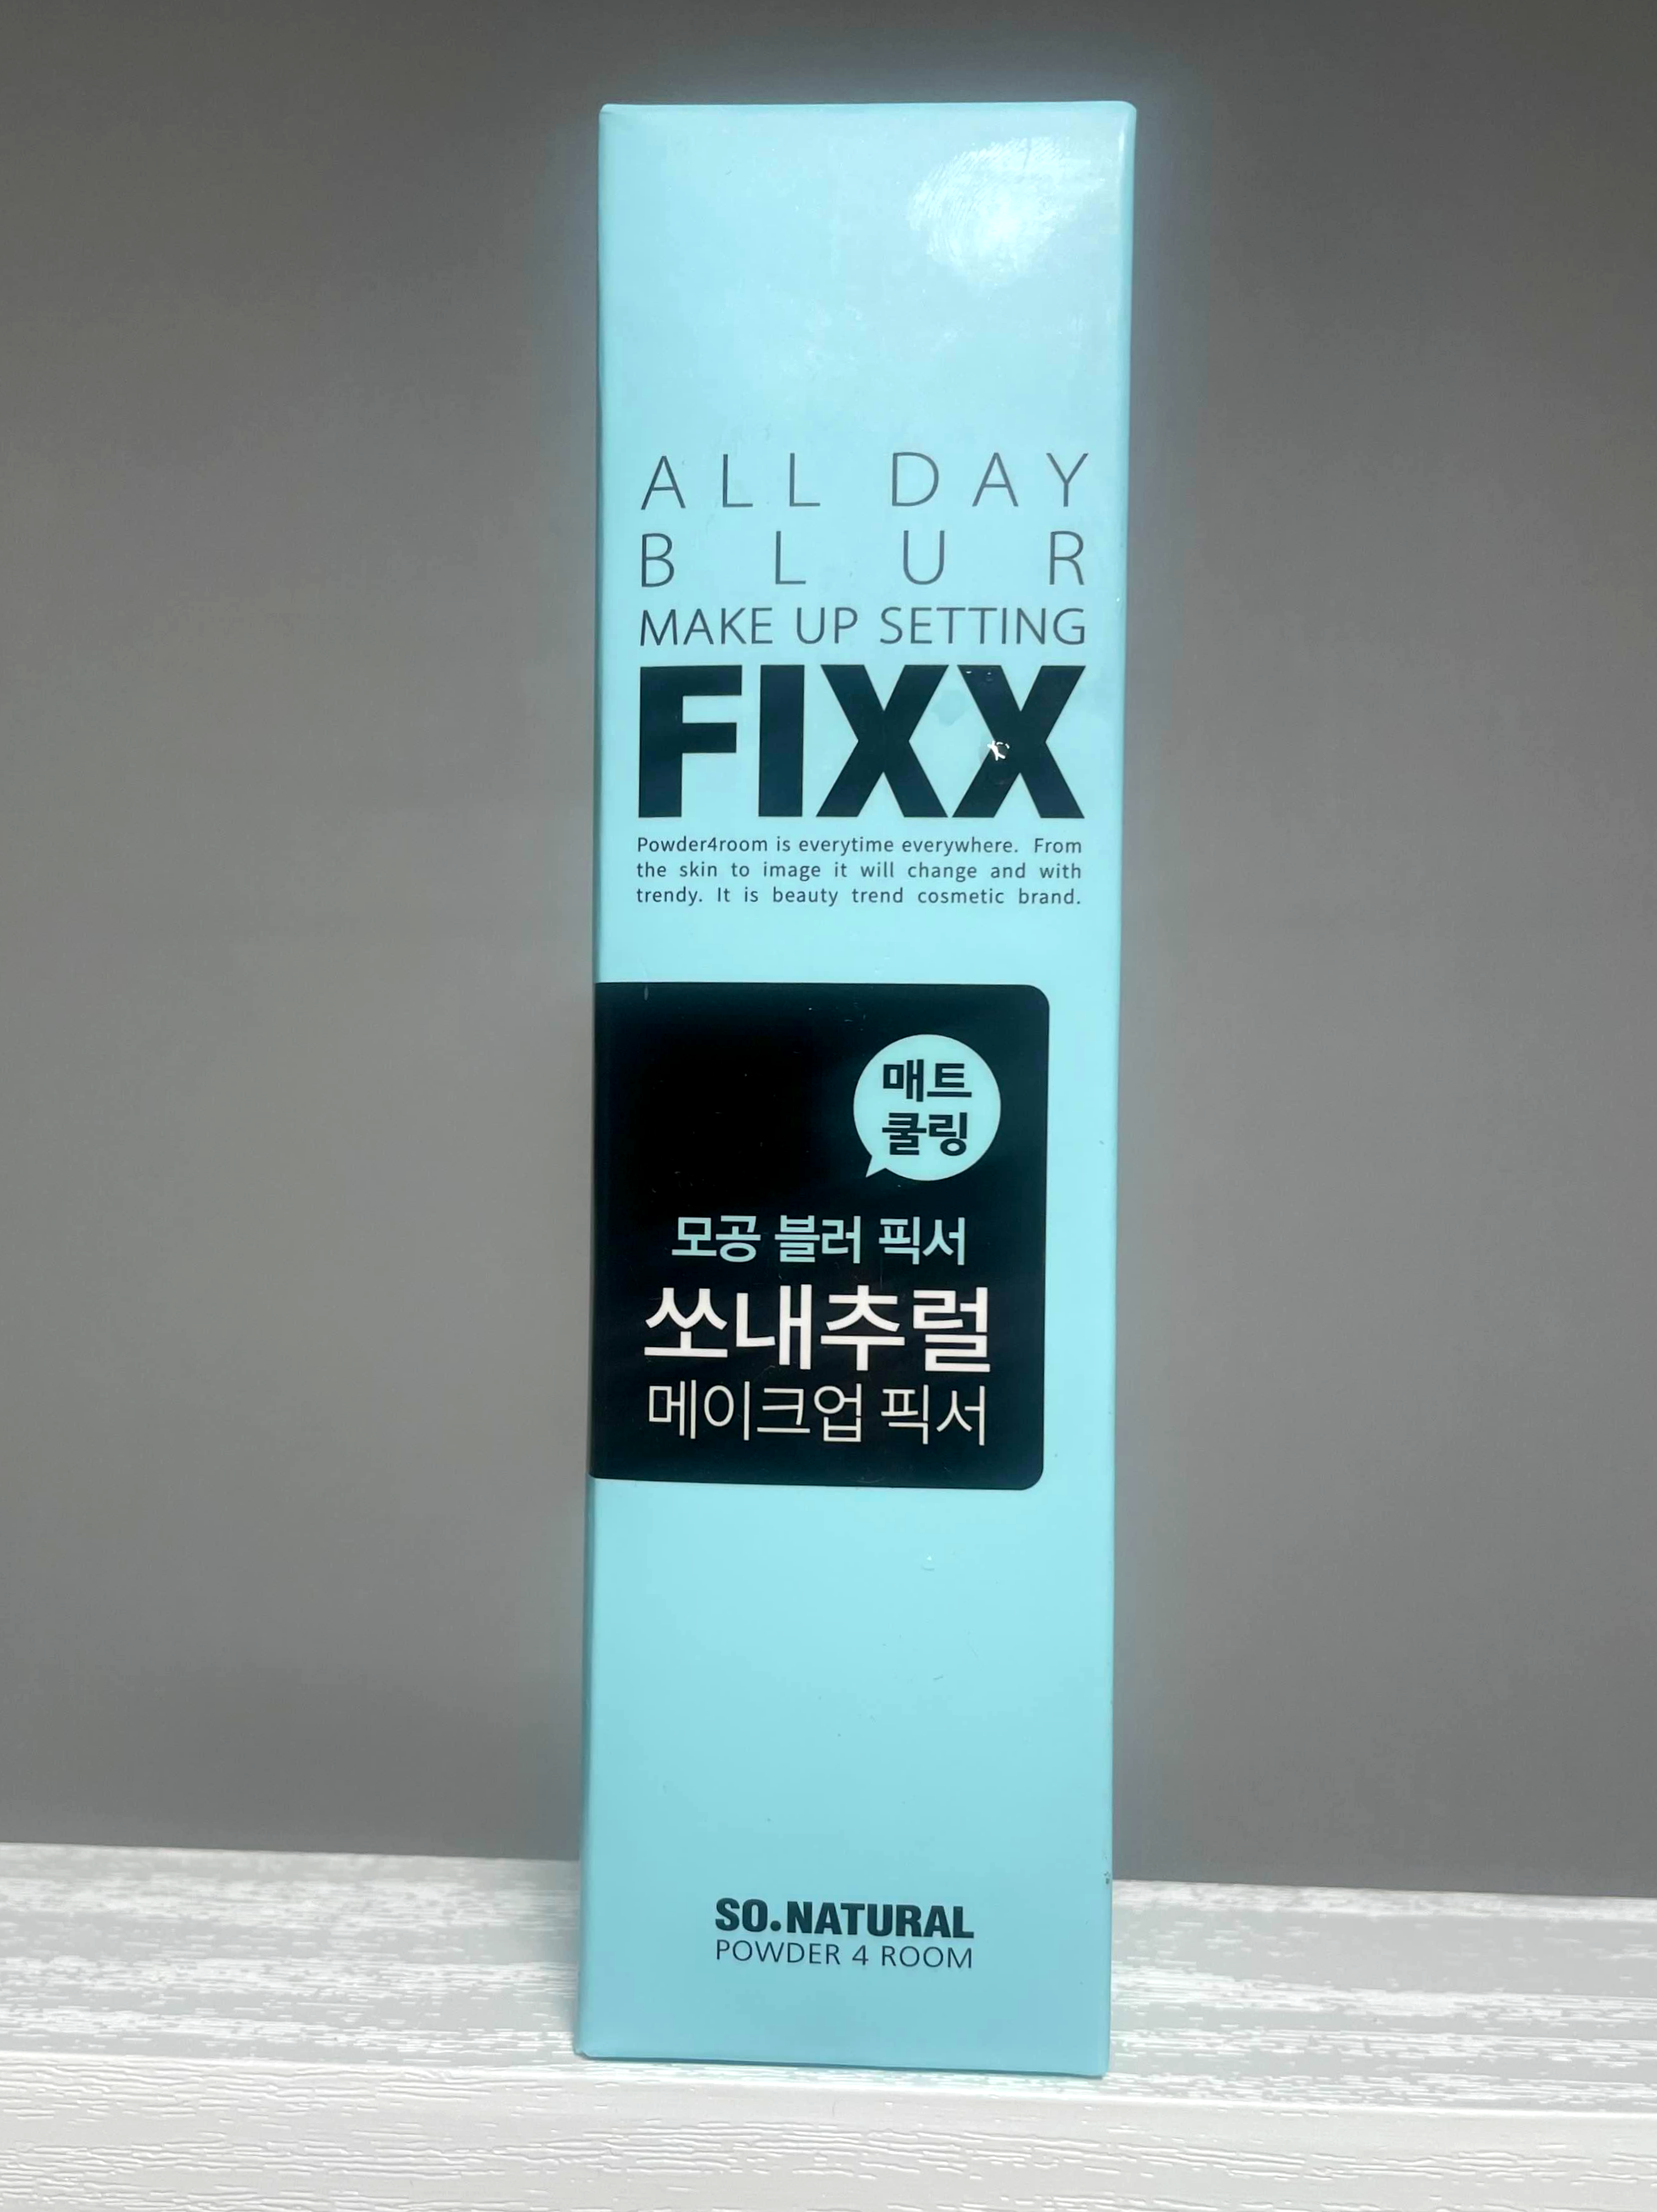 ALL DAY
BLUR
MAKE UP SETTING
FIXX
Powder4room is everytime everywhere. From
the skin to image it will change and with
trendy. It is beauty trend cosmetic brand.
매트
쿨링
모공 블러 픽서
쏘내추럴
메이크업 픽서
SO.NATURAL
POWDER 4 ROOM